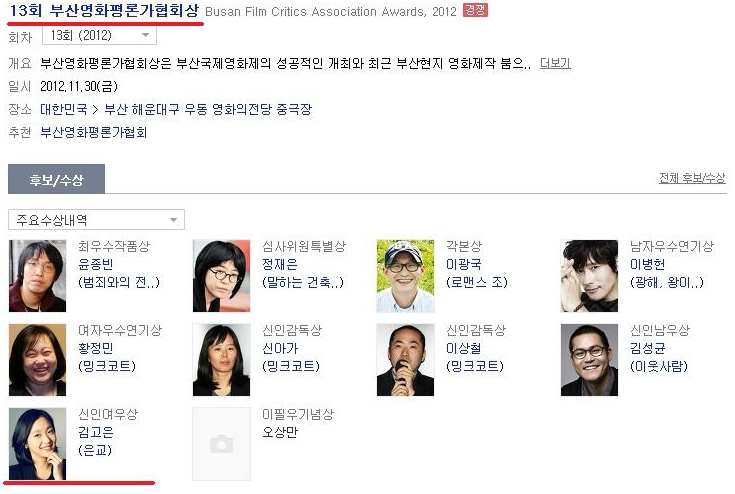 13회 부산영화평론가협회상 Busan Film Critics Association Awards, 2012 경쟁
회차 13회 (2012)
개요 부산영화평론가협회상은 부산국제영화제의 성공적인 개최와 최근 부산현지 영화제작 붐으.. 더보기
일시 2012.11.30(금)
장소 대한민국 > 부산 해운대구 우동 영화의전당 중극장
추천 부산영화평론가협회
후보/수상
전체 후보/수상
주요수상내역
최우수작품상
윤종빈
(범죄와의 전..)
심사위원특별상
정재은
(말하는 건축..)
각본상
이광국
(로맨스 조)
남자우수연기상
이병헌
(광해, 왕이..)
여자우수연기상
황정민
(밍크코트)
신인감독상
신아가
(밍크코트)
신인감독상
이상철
(밍크코트)
신인남우상
김성균
(이웃사람)
신인여우상
김고은
(은교)
이필우기념상
오상만